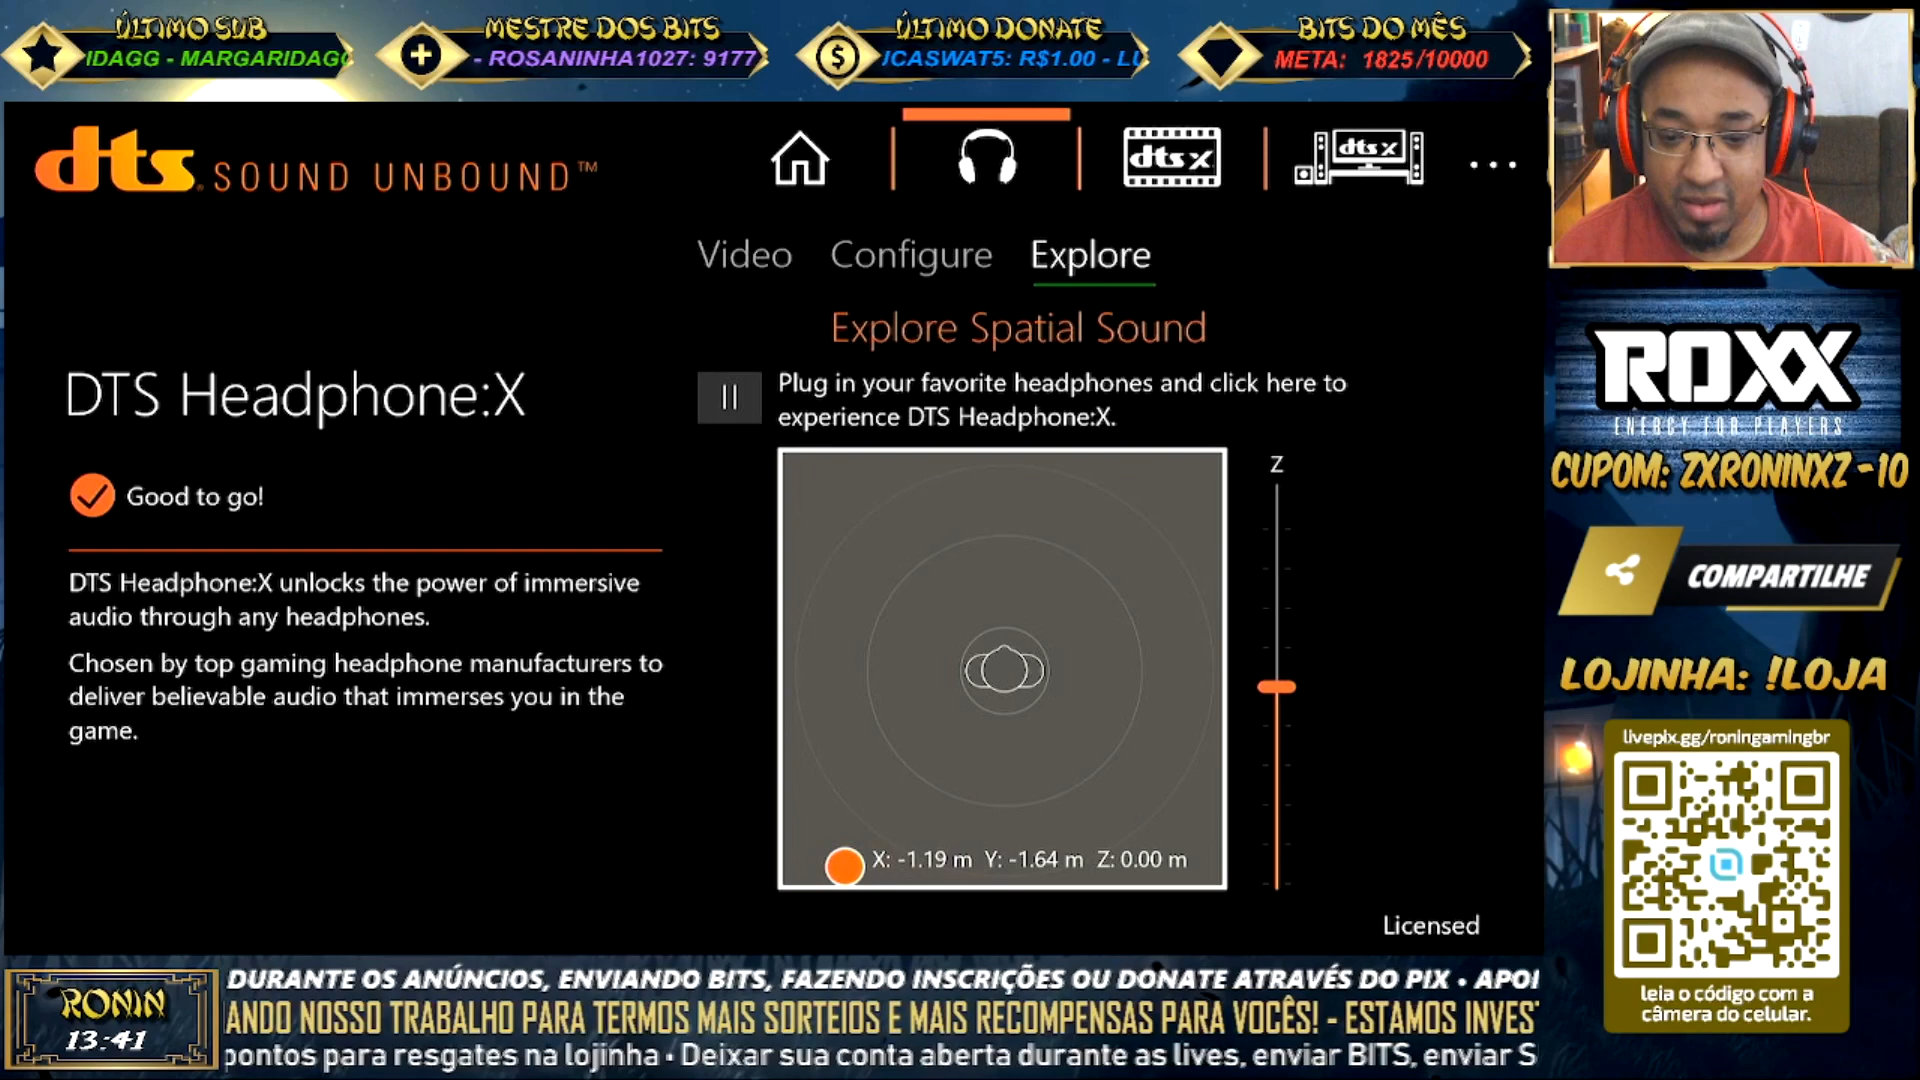 ÚLTIMO SUB
IDAGG - MARGARIDAGG
MESTRE DOS BITS
- ROSANINHA1027: 9177
ÚLTIMO DONATE
JCASWAT5: R$1.00 - LU
BITS DO MÊS
META: 1825/10000
dts SOUND UNBOUND™
dts x
dts x
...
Video Configure Explore
Explore Spatial Sound
Plug in your favorite headphones and click here to
experience DTS Headphone:X.
DTS Headphone:X
Good to go!
DTS Headphone:X unlocks the power of immersive
audio through any headphones.
Chosen by top gaming headphone manufacturers to
deliver believable audio that immerses you in the
game.
Z
X: -1.19 m Y: -1.64 m Z: 0.00 m
Licensed
ROXX
ENERGY FOR PLAYERS
CUPOM: ZXRONINXZ -10
COMPARTILHE
LOJINHA: !LOJA
livepix.gg/roningamingbr
leia o código com a
câmera do celular.
RONIN
13:41
DURANTE OS ANÚNCIOS, ENVIANDO BITS, FAZENDO INSCRIÇÕES OU DONATE ATRAVÉS DO PIX • APOI
ANDO NOSSO TRABALHO PARA TERMOS MAIS SORTEIOS E MAIS RECOMPENSAS PARA VOCÊS! - ESTAMOS INVES
pontos para resgates na lojinha • Deixar sua conta aberta durante as lives, enviar BITS, enviar S